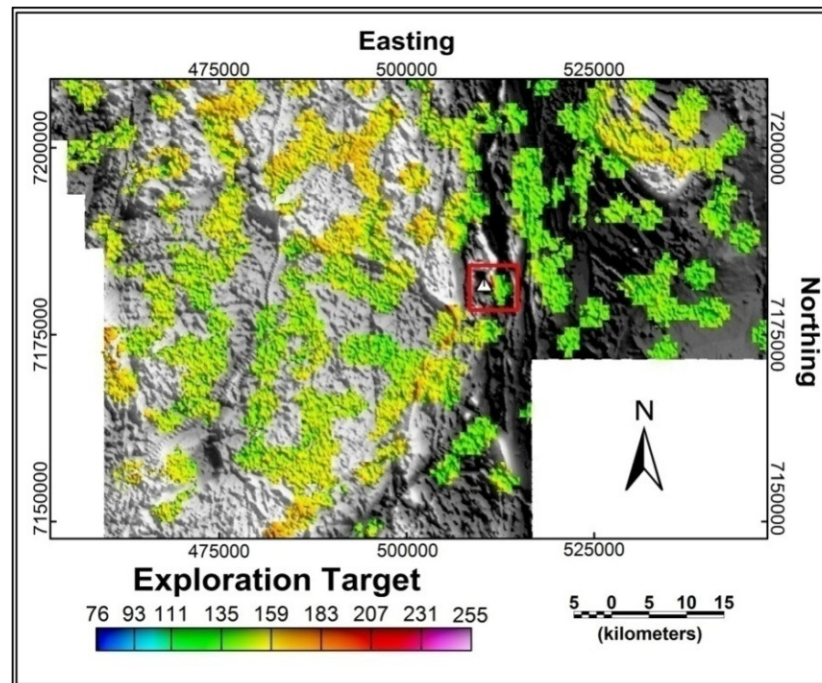 Easting
475000 500000 525000
7200000 7200000
7175000 7175000
Northing
7150000 7150000
N
475000 500000 525000
Exploration Target
76 93 111 135 159 183 207 231 255
5 0 5 10 15
(kilometers)